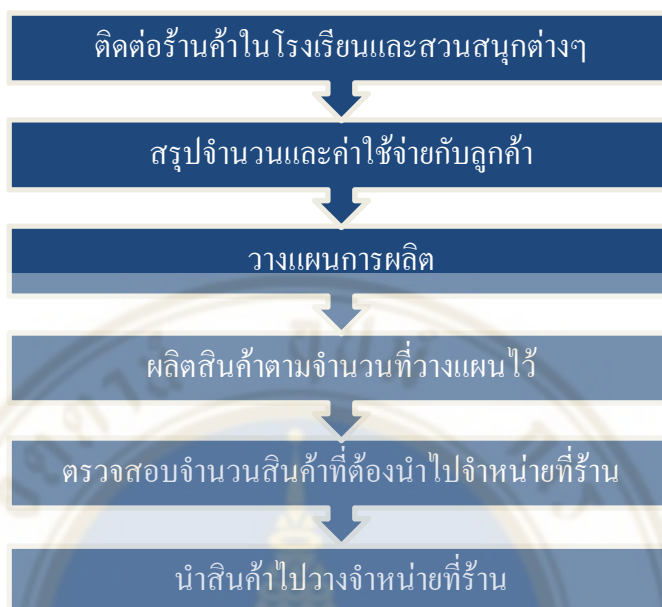 ติดต่อร้านค้าในโรงเรียนและสวนสนุกต่างๆ
สรุปจำนวนและค่าใช้จ่ายกับลูกค้า
วางแผนการผลิต
ผลิตสินค้าตามจำนวนที่วางแผนไว้
ตรวจสอบจำนวนสินค้าที่ต้องนำไปจำหน่ายที่ร้าน
นำสินค้าไปวางจำหน่ายที่ร้าน